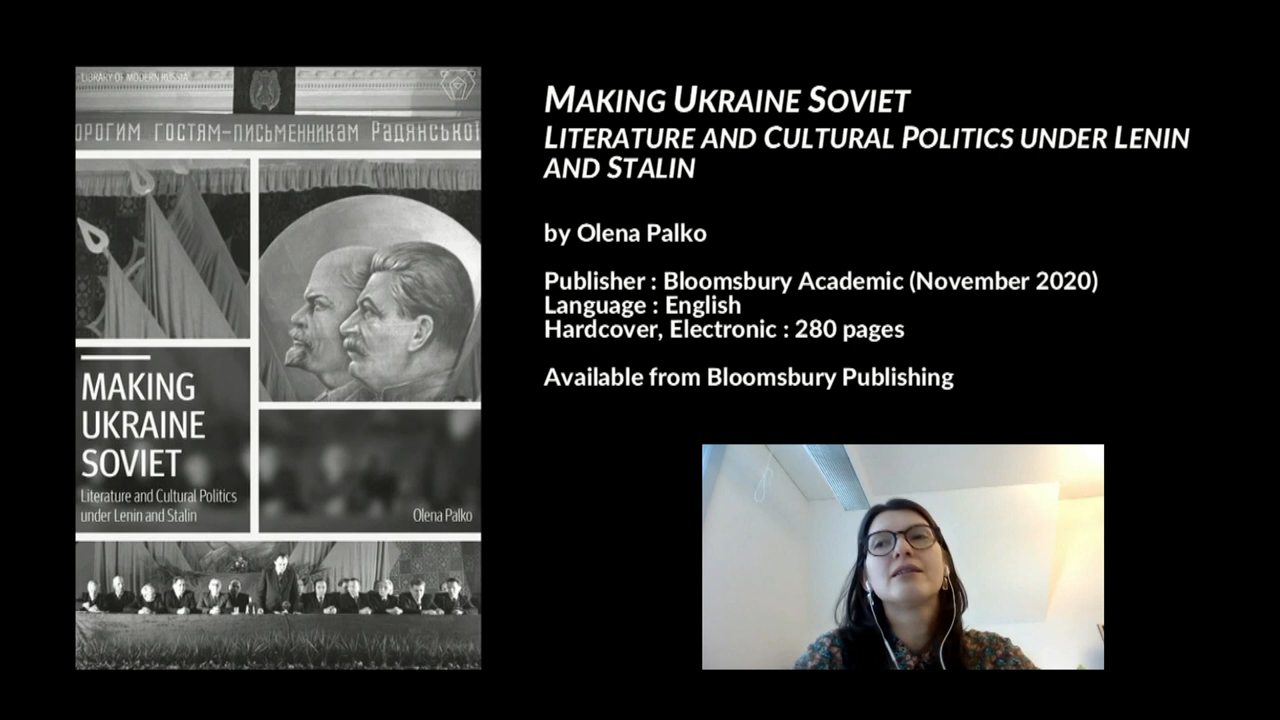 LIBRARY OF MODERN RUSSIA
ОРОГИМ ГОСТЯМ-ПИСЬМЕННИКАМ РАДЯНСЬКОЇ
MAKING
UKRAINE
SOVIET
Literature and Cultural Politics
under Lenin and Stalin
Olena Palko
MAKING UKRAINE SOVIET
LITERATURE AND CULTURAL POLITICS UNDER LENIN
AND STALIN
by Olena Palko
Publisher : Bloomsbury Academic (November 2020)
Language : English
Hardcover, Electronic : 280 pages
Available from Bloomsbury Publishing